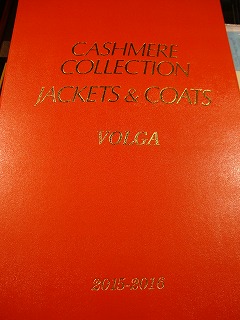 CASHMERE
COLLECTION
JACKETS & COATS
VOLGA
2015-2016